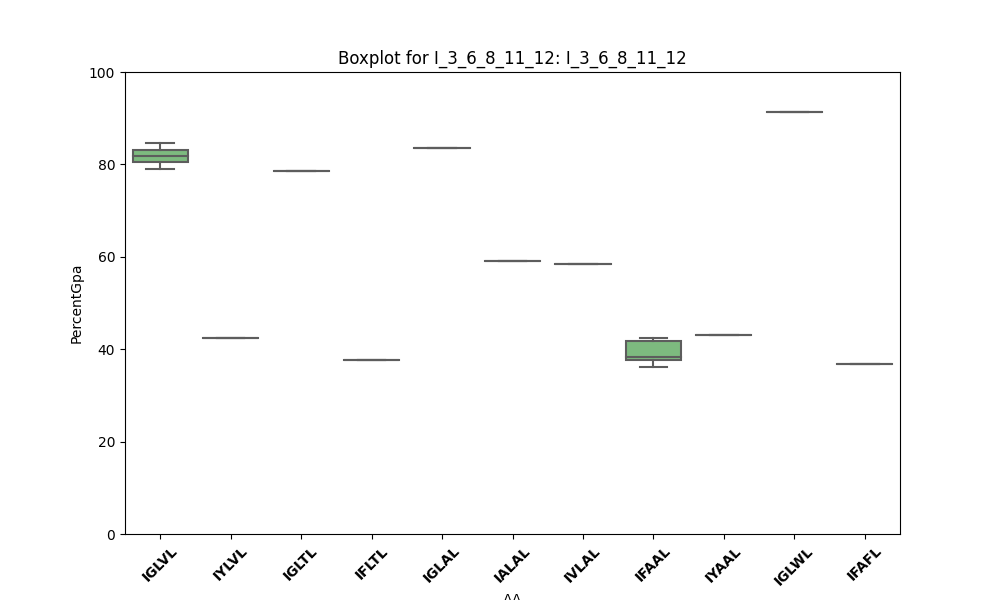 Boxplot for I_3_6_8_11_12: I_3_6_8_11_12
100
80
60
40
20
0
PercentGpa
IGLVL
IYLVL
IGLTL
IFLTL
IGLAL
IALAL
IVLAL
IFAAL
IYAAL
IGLWL
IFAFL
AA